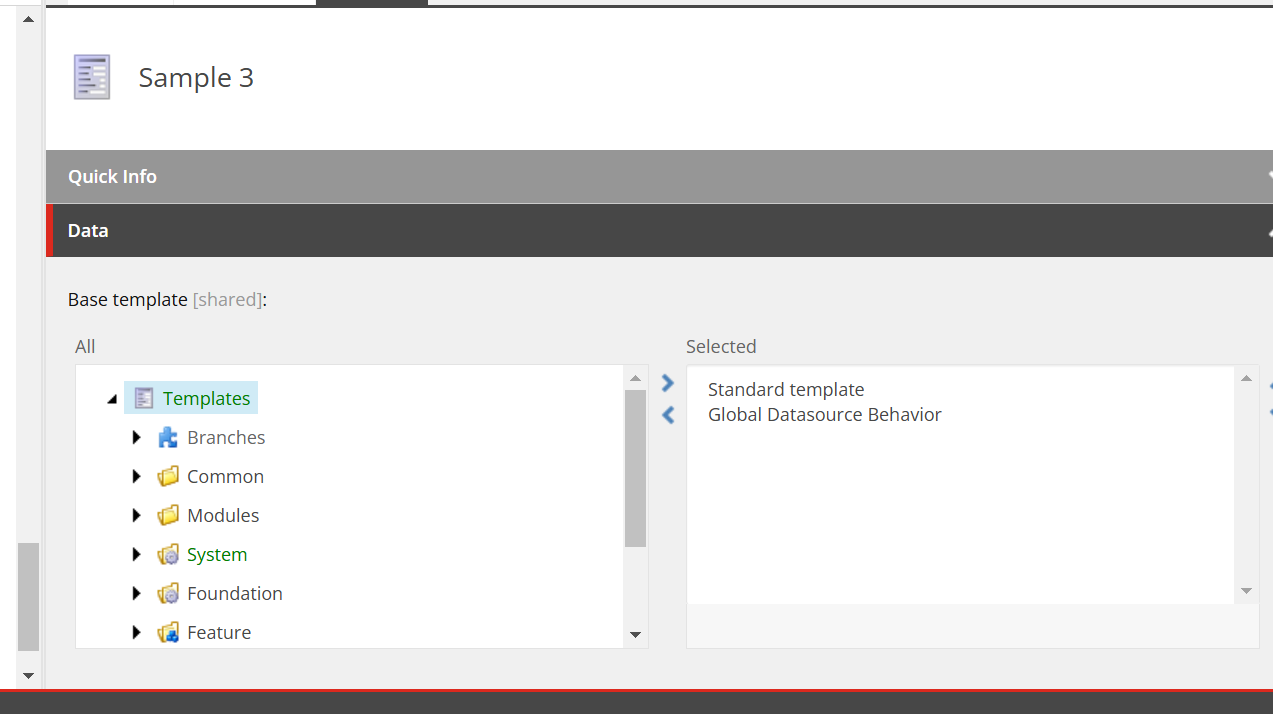 Sample 3
Quick Info
Data
Base template [shared]:
All
Templates
Branches
Common
Modules
System
Foundation
Feature
Selected
Standard template
Global Datasource Behavior